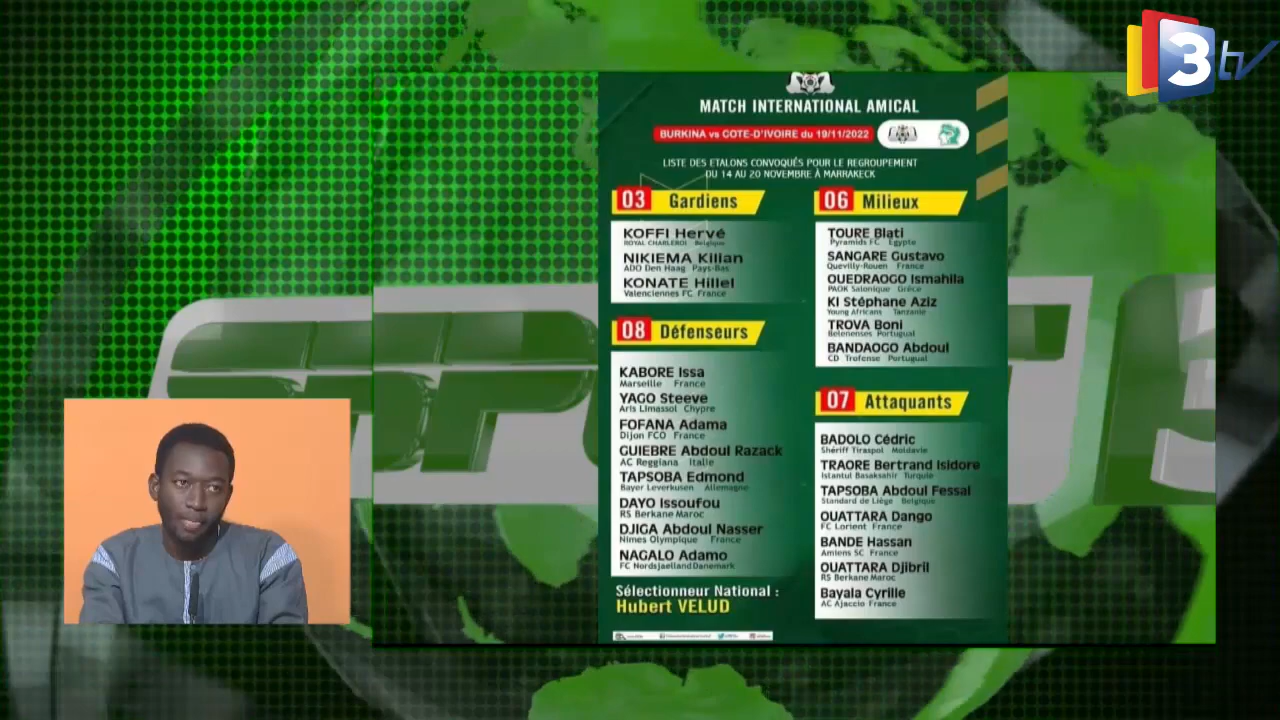 3tv
MATCH INTERNATIONAL AMICAL
BURKINA vs COTE-D'IVOIRE du 19/11/2022
LISTE DES ETALONS CONVOQUÉS POUR LE REGROUPEMENT
DU 14 AU 20 NOVEMBRE À MARRAKECK
03 Gardiens
KOFFI Hervé
ROYAL CHARLEROI Belgique
NIKIEMA Kilian
ADO Den Haag Pays-Bas
KONATE Hillel
Valenciennes FC France
08 Défenseurs
KABORE Issa
Marseille France
YAGO Steeve
Aris Limassol Chypre
FOFANA Adama
Dijon FCO France
GUIEBRE Abdoul Razack
AC Reggiana Italie
TAPSOBA Edmond
Bayer Leverkusen Allemagne
DAYO Issoufou
RS Berkane Maroc
DJIGA Abdoul Nasser
Nimes Olympique France
NAGALO Adamo
FC Nordsjaelland Danemark
Sélectionneur National :
Hubert VELUD
06 Milieux
TOURE Blati
Pyramids FC Egypte
SANGARE Gustavo
Quevilly-Rouen France
OUEDRAOGO Ismahila
PAOK Salonique Grèce
KI Stéphane Aziz
Young Africans Tanzanie
TROVA Boni
Belenenses Portugual
BANDAOGO Abdoul
CD Trofense Portugual
07 Attaquants
BADOLO Cédric
Shériff Tiraspol Moldavie
TRAORE Bertrand Isidore
Istantul Basaksahir Turquie
TAPSOBA Abdoul Fessal
Standard de Liège Belgique
OUATTARA Dango
FC Lorient France
BANDE Hassan
Amiens SC France
OUATTARA Djibril
RS Berkane Maroc
Bayala Cyrille
AC Ajaccio France